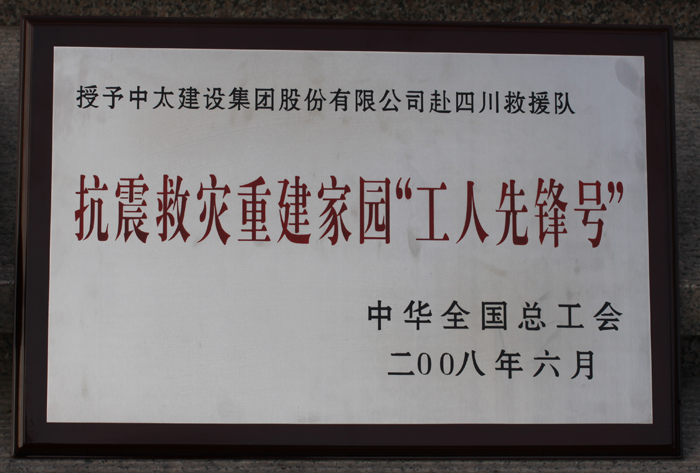 授予中太建设集团股份有限公司赴四川救援队
抗震救灾重建家园“工人先锋号”
中华全国总工会
二00八年六月